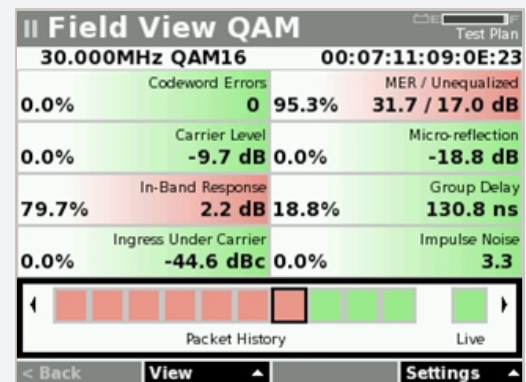 Field View QAM
E F
Test Plan
30.000MHz QAM16 00:07:11:09:0E:23
Codeword Errors
0.0% 0
MER / Unequalized
95.3% 31.7 / 17.0 dB
Carrier Level
0.0% -9.7 dB
Micro-reflection
0.0% -18.8 dB
In-Band Response
79.7% 2.2 dB
Group Delay
18.8% 130.8 ns
Ingress Under Carrier
0.0% -44.6 dBc
Impulse Noise
0.0% 3.3
Packet History Live
< Back View Settings